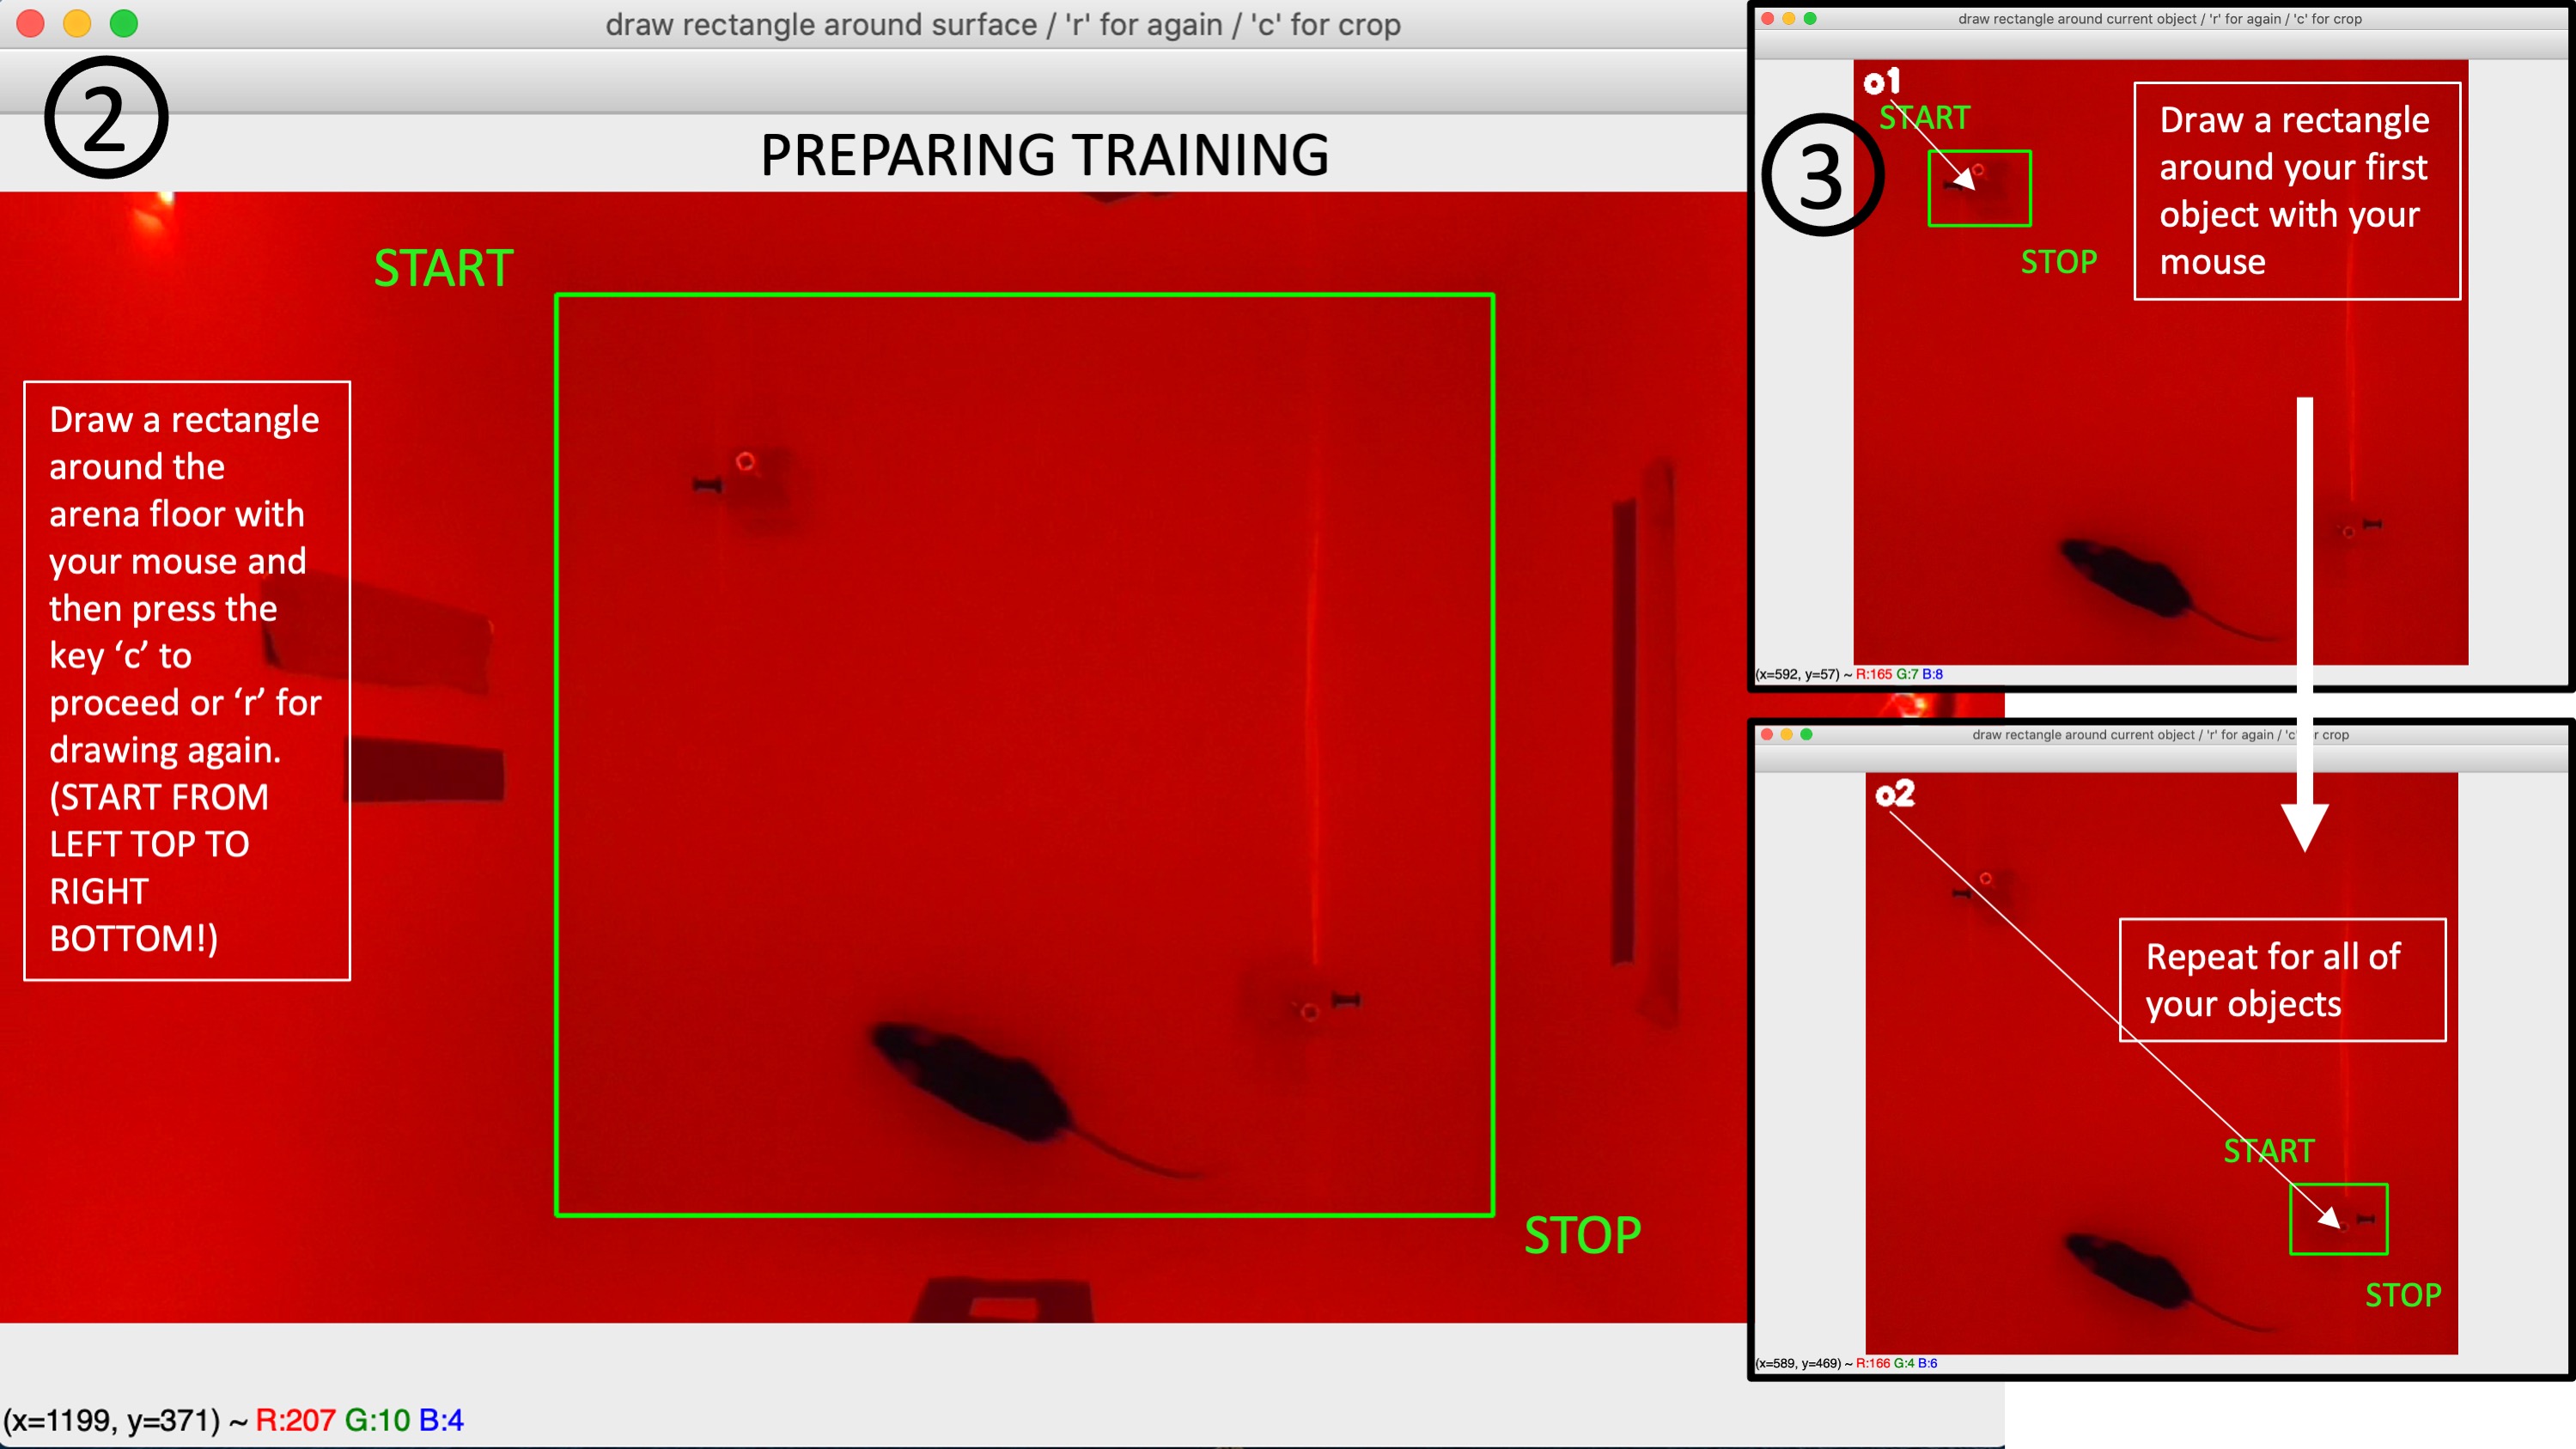 draw rectangle around surface / 'r' for again / 'c' for crop
2
PREPARING TRAINING
START
Draw a rectangle
around the
arena floor with
your mouse and
then press the
key ‘c’ to
proceed or ‘r’ for
drawing again.
(START FROM
LEFT TOP TO
RIGHT
BOTTOM!)
STOP
(x=1199, y=371) ~ R:207 G:10 B:4
draw rectangle around current object / 'r' for again / 'c' for crop
3
o1
START
STOP
Draw a rectangle
around your first
object with your
mouse
(x=592, y=57) ~ R:165 G:7 B:8
draw rectangle around current object / 'r' for again / 'c' r crop
o2
Repeat for all of
your objects
START
STOP
(x=589, y=469) ~ R:166 G:4 B:6